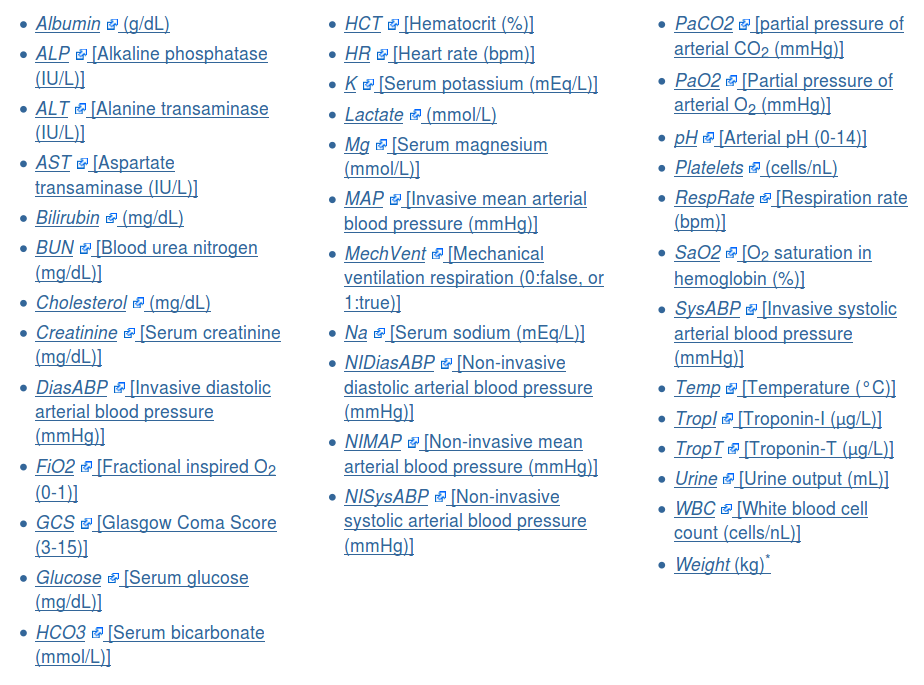 Albumin (g/dL)
ALP [Alkaline phosphatase
(IU/L)]
ALT [Alanine transaminase
(IU/L)]
AST [Aspartate
transaminase (IU/L)]
Bilirubin (mg/dL)
BUN [Blood urea nitrogen
(mg/dL)]
Cholesterol (mg/dL)
Creatinine [Serum creatinine
(mg/dL)]
DiasABP [Invasive diastolic
arterial blood pressure
(mmHg)]
FiO2 [Fractional inspired O₂
(0-1)]
GCS [Glasgow Coma Score
(3-15)]
Glucose [Serum glucose
(mg/dL)]
HCO3 [Serum bicarbonate
(mmol/L)]
HCT [Hematocrit (%)]
HR [Heart rate (bpm)]
K [Serum potassium (mEq/L)]
Lactate (mmol/L)
Mg [Serum magnesium
(mmol/L)]
MAP [Invasive mean arterial
blood pressure (mmHg)]
MechVent [Mechanical
ventilation respiration (0:false, or
1:true)]
Na [Serum sodium (mEq/L)]
NIDiasABP [Non-invasive
diastolic arterial blood pressure
(mmHg)]
NIMAP [Non-invasive mean
arterial blood pressure (mmHg)]
NISysABP [Non-invasive
systolic arterial blood pressure
(mmHg)]
PaCO2 [partial pressure of
arterial CO₂ (mmHg)]
PaO2 [Partial pressure of
arterial O₂ (mmHg)]
pH [Arterial pH (0-14)]
Platelets (cells/nL)
RespRate [Respiration rate
(bpm)]
SaO2 [O₂ saturation in
hemoglobin (%)]
SysABP [Invasive systolic
arterial blood pressure
(mmHg)]
Temp [Temperature (°C)]
TropI [Troponin-I (μg/L)]
TropT [Troponin-T (μg/L)]
Urine [Urine output (mL)]
WBC [White blood cell
count (cells/nL)]
Weight (kg)*